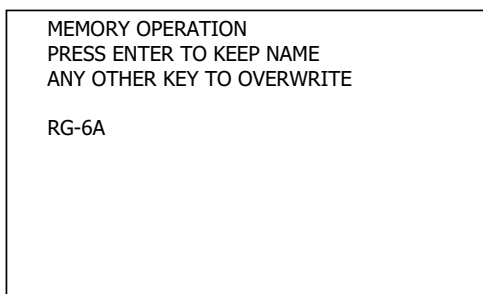 MEMORY OPERATION
PRESS ENTER TO KEEP NAME
ANY OTHER KEY TO OVERWRITE
RG-6A